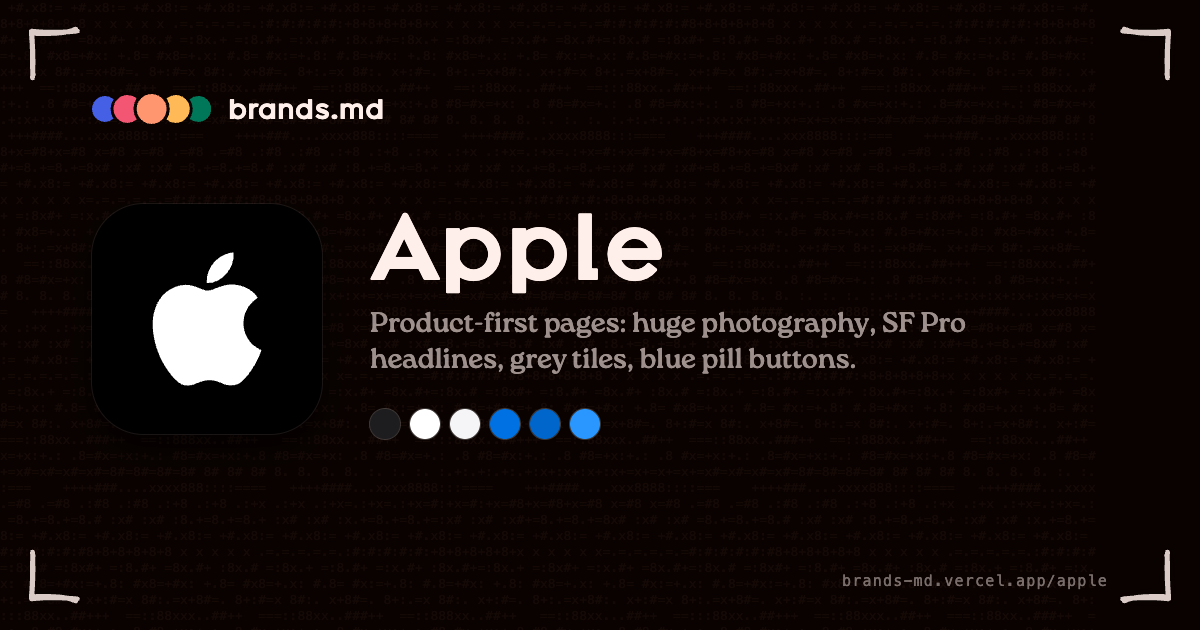 brands.md
Apple
Product-first pages: huge photography, SF Pro
headlines, grey tiles, blue pill buttons.
brands-md.vercel.app/apple